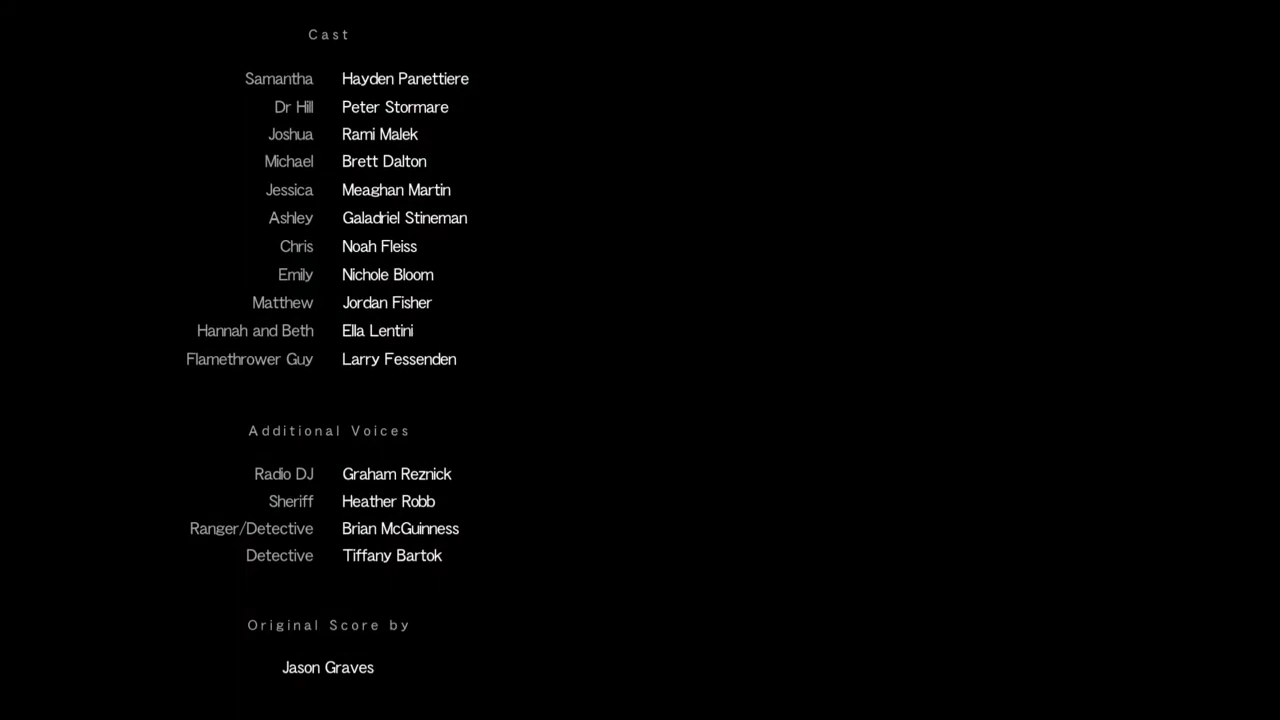 Cast
Samantha Hayden Panettiere
Dr Hill Peter Stormare
Joshua Rami Malek
Michael Brett Dalton
Jessica Meaghan Martin
Ashley Galadriel Stineman
Chris Noah Fleiss
Emily Nichole Bloom
Matthew Jordan Fisher
Hannah and Beth Ella Lentini
Flamethrower Guy Larry Fessenden
Additional Voices
Radio DJ Graham Reznick
Sheriff Heather Robb
Ranger/Detective Brian McGuinness
Detective Tiffany Bartok
Original Score by
Jason Graves